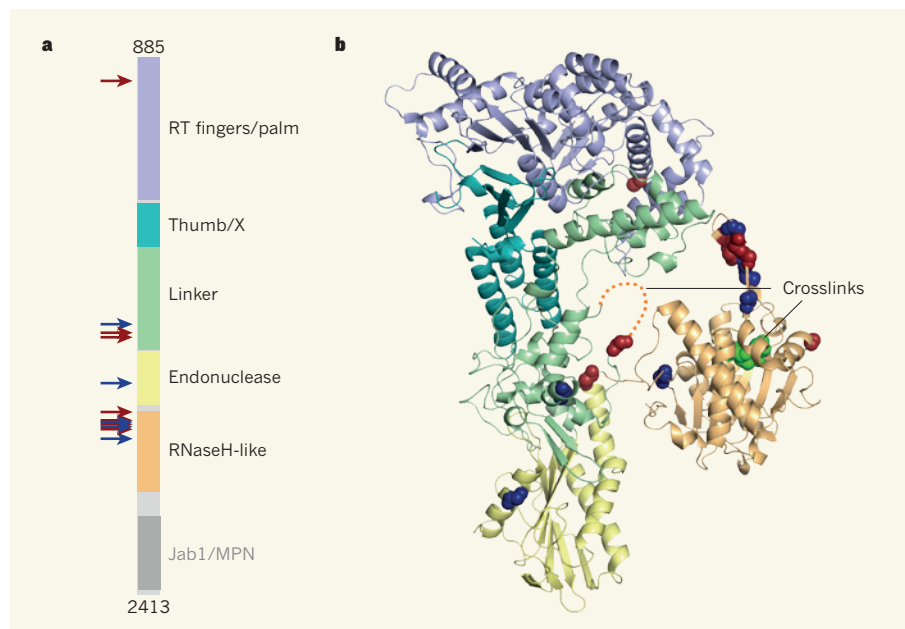 a
885
RT fingers/palm
Thumb/X
Linker
Endonuclease
RNaseH-like
Jab1/MPN
2413
b
Crosslinks